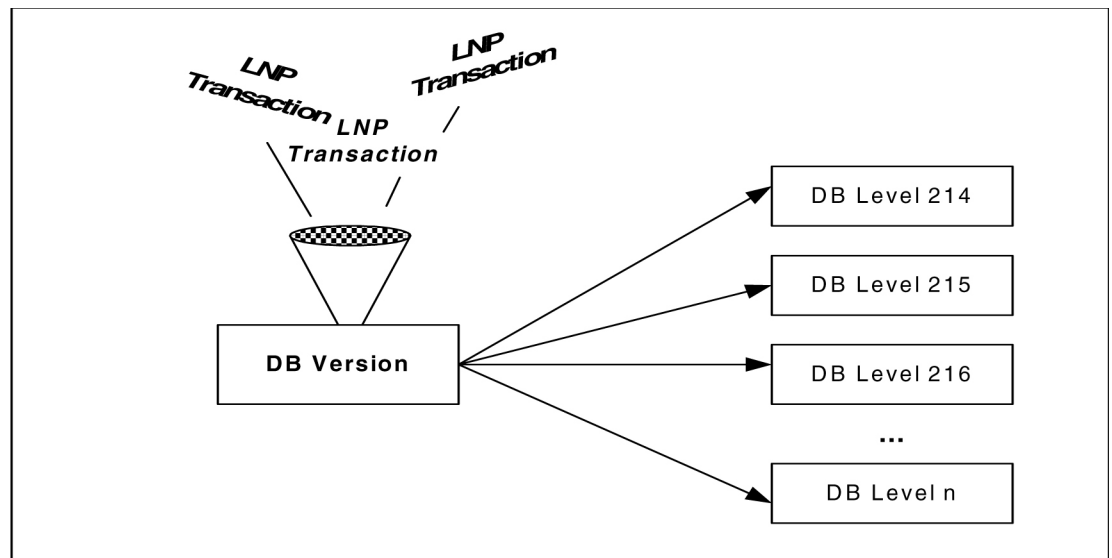 LNP
Transaction
LNP
Transaction
LNP
Transaction
DB Version
DB Level 214
DB Level 215
DB Level 216
...
DB Level n